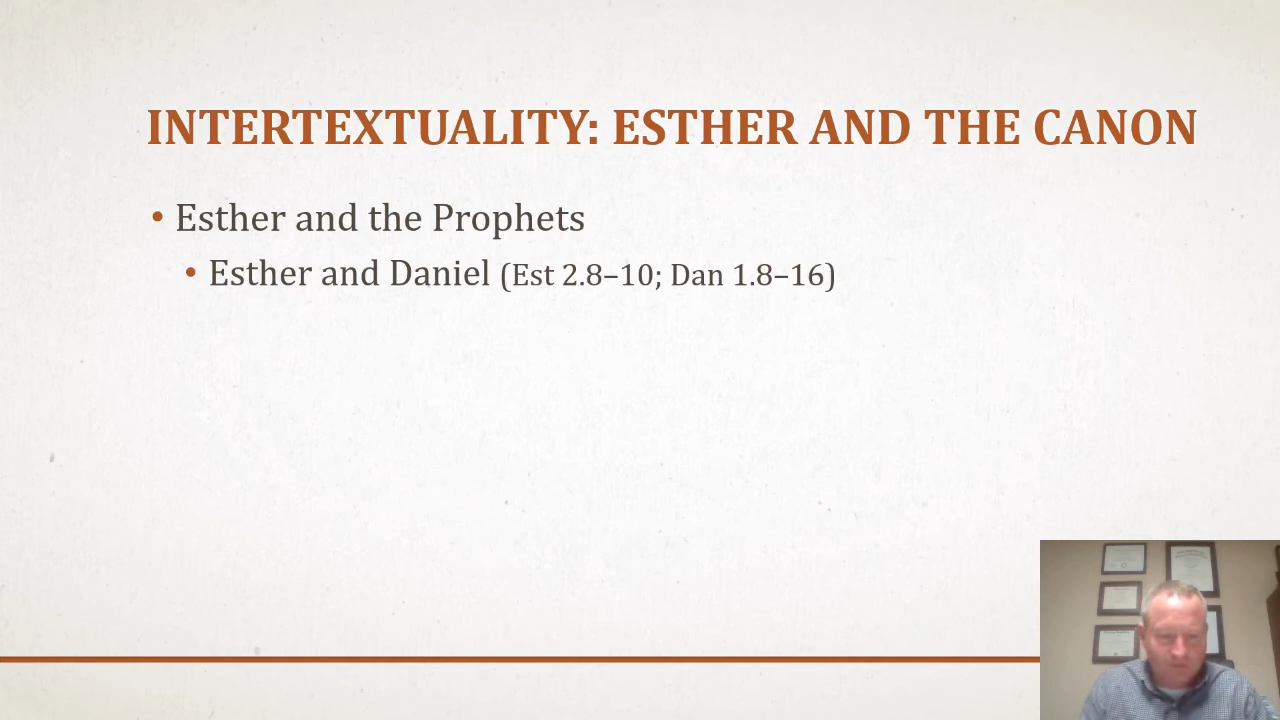 INTERTEXTUALITY: ESTHER AND THE CANON
• Esther and the Prophets
• Esther and Daniel (Est 2.8–10; Dan 1.8–16)